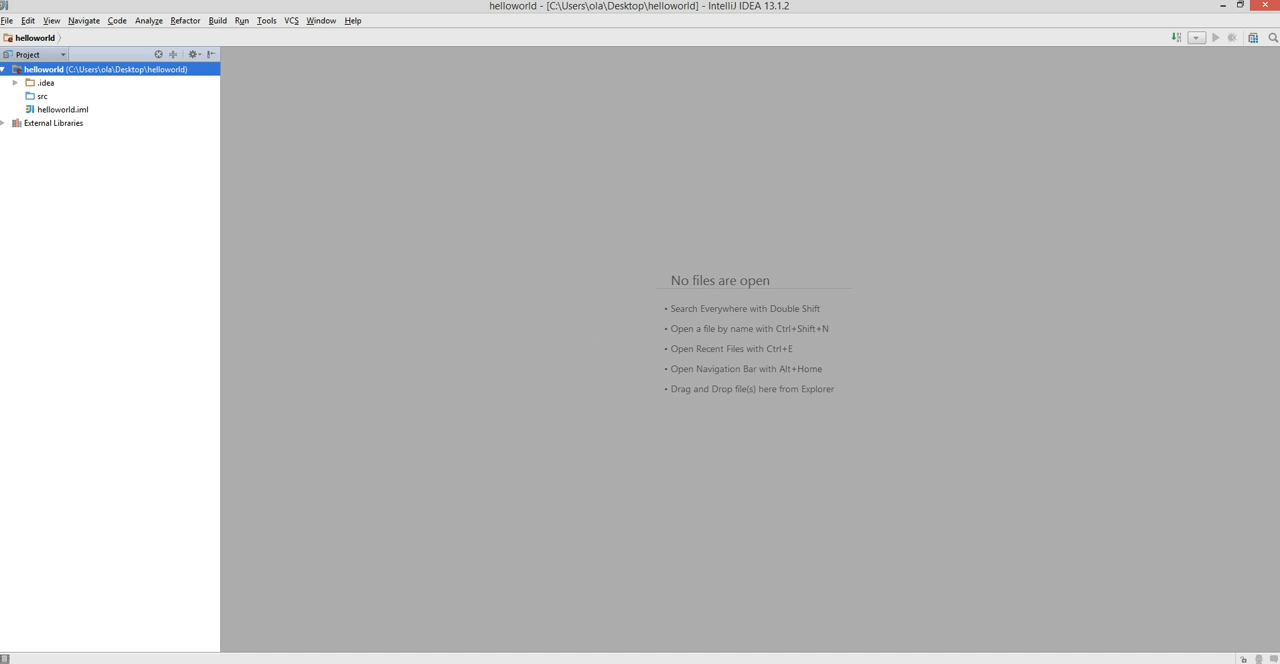 helloworld - [C:\Users\ola\Desktop\helloworld] - IntelliJ IDEA 13.1.2
File Edit View Navigate Code Analyze Refactor Build Run Tools VCS Window Help
helloworld
Project
helloworld (C:\Users\ola\Desktop\helloworld)
.idea
src
helloworld.iml
External Libraries
No files are open
• Search Everywhere with Double Shift
• Open a file by name with Ctrl+Shift+N
• Open Recent Files with Ctrl+E
• Open Navigation Bar with Alt+Home
• Drag and Drop file(s) here from Explorer